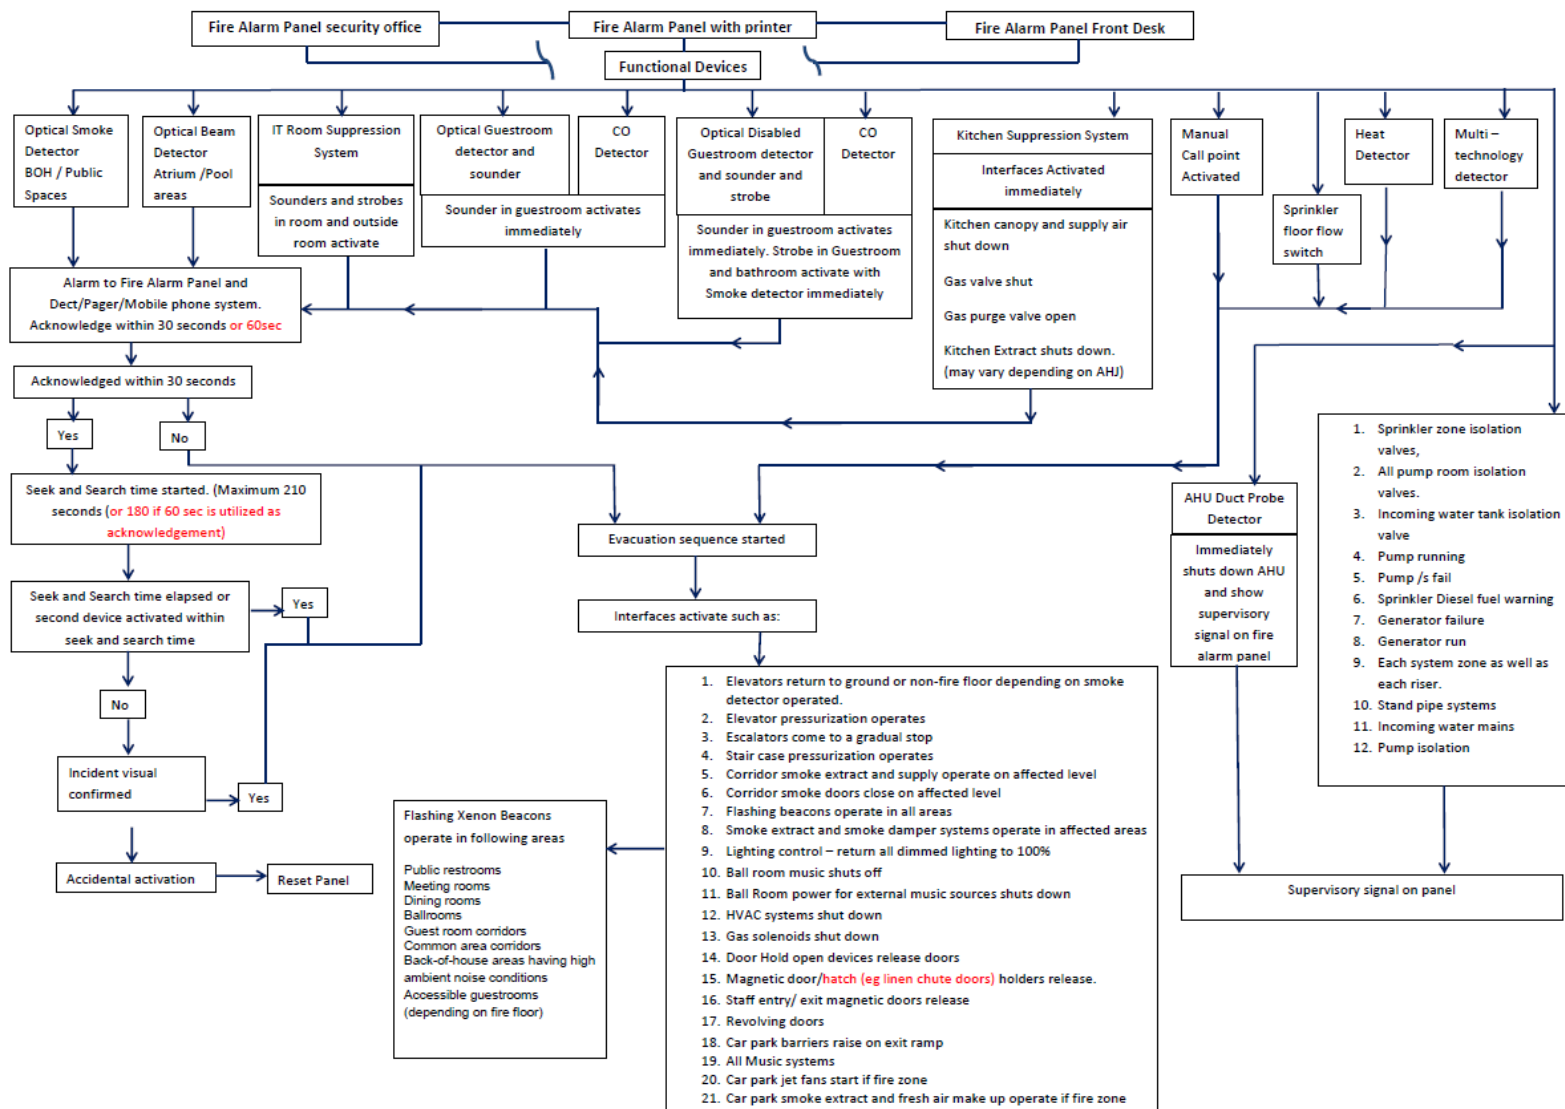 Fire Alarm Panel security office
Fire Alarm Panel with printer
Fire Alarm Panel Front Desk
Functional Devices
Optical Smoke
Detector
BOH / Public
Spaces
Optical Beam
Detector
Atrium /Pool
areas
IT Room Suppression
System
Sounders and strobes
in room and outside
room activate
Optical Guestroom
detector and
sounder
CO
Detector
Sounder in guestroom activates
immediately
Optical Disabled
Guestroom detector
and sounder and
strobe
CO
Detector
Sounder in guestroom activates
immediately. Strobe in Guestroom
and bathroom activate with
Smoke detector immediately
Kitchen Suppression System
Interfaces Activated
immediately
Kitchen canopy and supply air
shut down
Gas valve shut
Gas purge valve open
Kitchen Extract shuts down.
(may vary depending on AHJ)
Manual
Call point
Activated
Sprinkler
floor flow
switch
Heat
Detector
Multi –
technology
detector
Alarm to Fire Alarm Panel and
Dect/Pager/Mobile phone system.
Acknowledge within 30 seconds or 60sec
Acknowledged within 30 seconds
Yes
No
Seek and Search time started. (Maximum 210
seconds (or 180 if 60 sec is utilized as
acknowledgement)
Seek and Search time elapsed or
second device activated within
seek and search time
Yes
No
Incident visual
confirmed
Yes
Accidental activation
Reset Panel
Evacuation sequence started
Interfaces activate such as:
1. Elevators return to ground or non-fire floor depending on smoke
detector operated.
2. Elevator pressurization operates
3. Escalators come to a gradual stop
4. Stair case pressurization operates
5. Corridor smoke extract and supply operate on affected level
6. Corridor smoke doors close on affected level
7. Flashing beacons operate in all areas
8. Smoke extract and smoke damper systems operate in affected areas
9. Lighting control – return all dimmed lighting to 100%
10. Ball room music shuts off
11. Ball Room power for external music sources shuts down
12. HVAC systems shut down
13. Gas solenoids shut down
14. Door Hold open devices release doors
15. Magnetic door/hatch (eg linen chute doors) holders release.
16. Staff entry/ exit magnetic doors release
17. Revolving doors
18. Car park barriers raise on exit ramp
19. All Music systems
20. Car park jet fans start if fire zone
21. Car park smoke extract and fresh air make up operate if fire zone
Flashing Xenon Beacons
operate in following areas
Public restrooms
Meeting rooms
Dining rooms
Ballrooms
Guest room corridors
Common area corridors
Back-of-house areas having high
ambient noise conditions
Accessible guestrooms
(depending on fire floor)
AHU Duct Probe
Detector
Immediately
shuts down AHU
and show
supervisory
signal on fire
alarm panel
1. Sprinkler zone isolation
valves,
2. All pump room isolation
valves.
3. Incoming water tank isolation
valve
4. Pump running
5. Pump /s fail
6. Sprinkler Diesel fuel warning
7. Generator failure
8. Generator run
9. Each system zone as well as
each riser.
10. Stand pipe systems
11. Incoming water mains
12. Pump isolation
Supervisory signal on panel